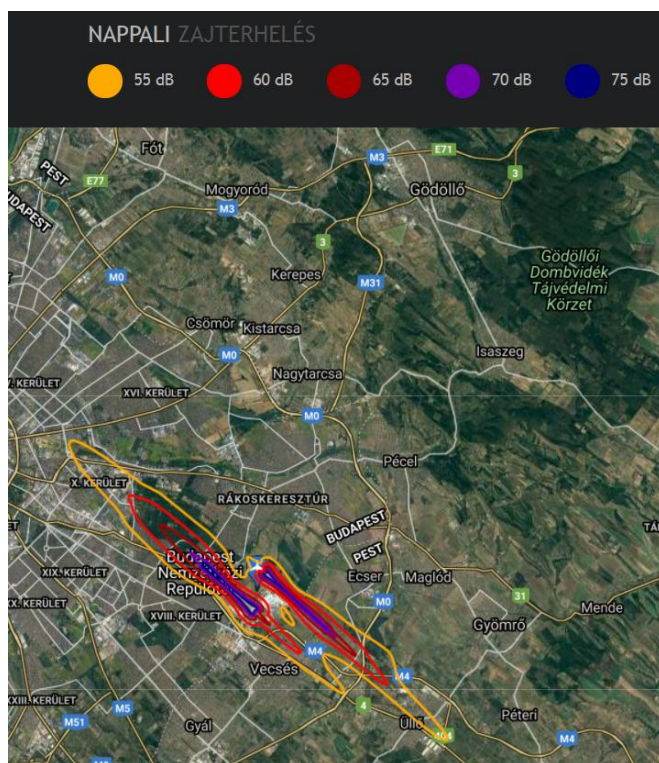 NAPPALI ZAJTERHELÉS
55 dB
60 dB
65 dB
70 dB
75 dB
Fót
PEST
E77
M3
E71
3
Mogyoród
Gödöllő
M3
BUDAPEST
M0
3
Kerepes
M31
Gödöllői
Dombvidék
Tájvédelmi
Körzet
Csömör
Kistarcsa
M0
Isaszeg
Nagytarcsa
KERÜLET
XVI. KERÜLET
M0
Pécel
X. KERÜLET
RÁKOSKERESZTÚR
BUDAPEST
PEST
Budapest
Nemzetközi
XIX. KERÜLET
Ecser
Maglód
M0
31
Mende
XX. KERÜLET
XVIII. KERÜLET
Gyömrő
M4
Vecsés
M4
XXIII. KERÜLET
M5
4
M51
Gyál
Üllő
404
Péteri
M4